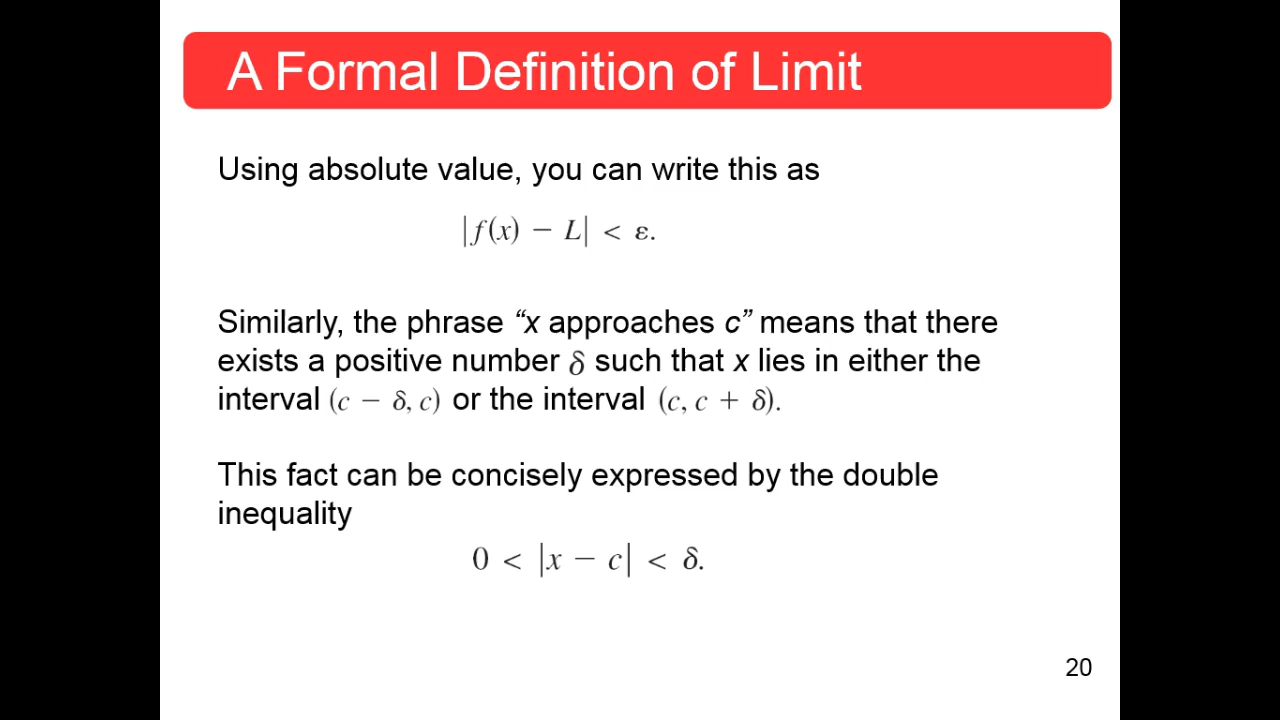 A Formal Definition of Limit
Using absolute value, you can write this as
|f(x) − L| < ε.
Similarly, the phrase “x approaches c” means that there
exists a positive number δ such that x lies in either the
interval (c − δ, c) or the interval (c, c + δ).
This fact can be concisely expressed by the double
inequality
0 < |x − c| < δ.
20